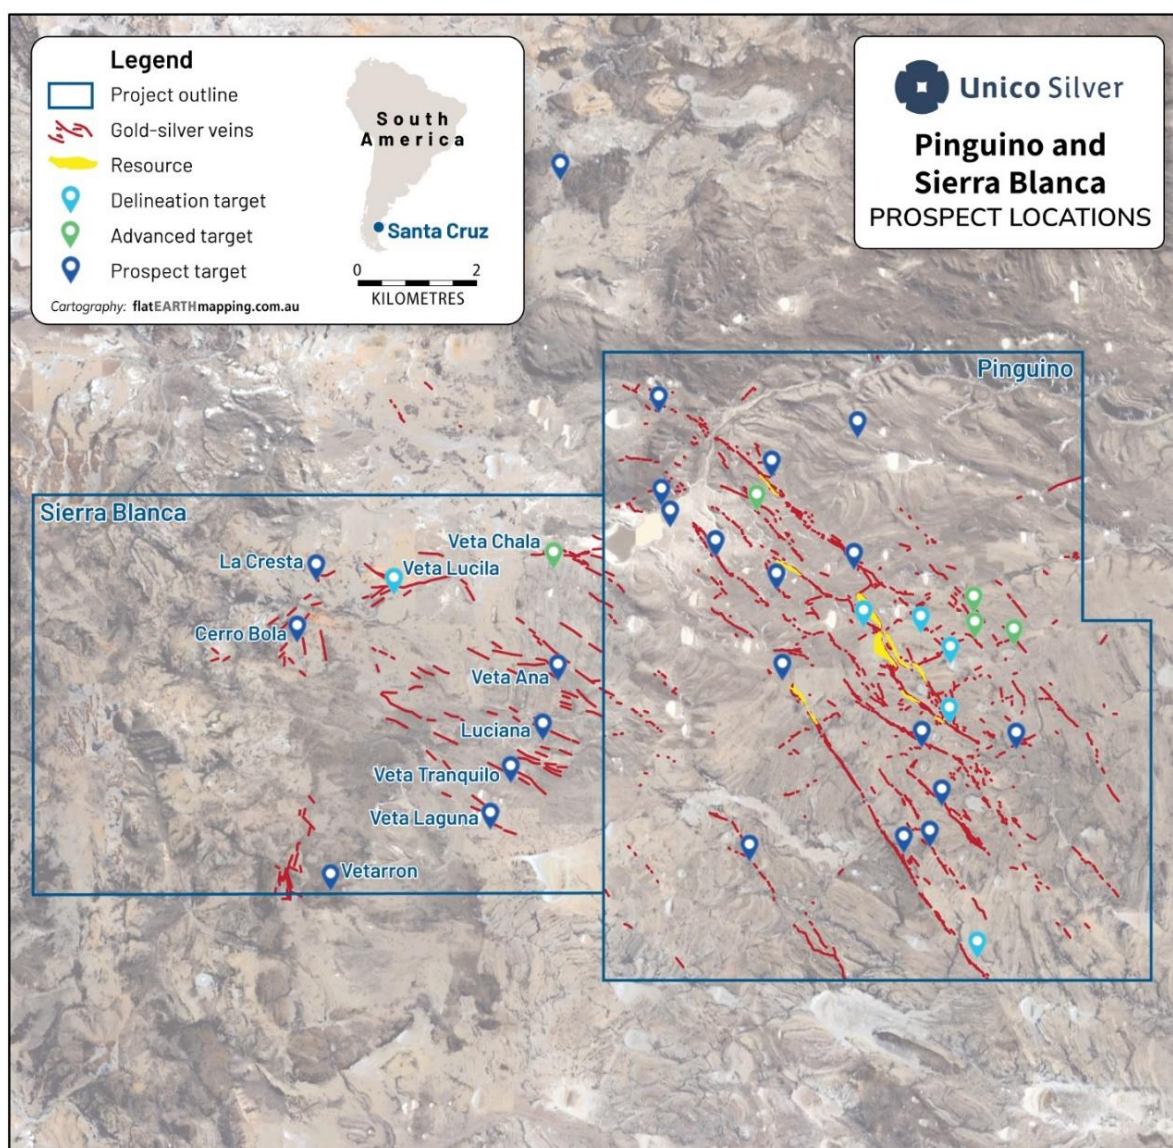 Legend
Project outline
Gold-silver veins
Resource
Delineation target
Advanced target
Prospect target
Cartography: flatEARTHmapping.com.au
South
America
Santa Cruz
0 2
KILOMETRES
Unico Silver
Pinguino and
Sierra Blanca
PROSPECT LOCATIONS
Pinguino
Sierra Blanca
Veta Chala
La Cresta
Veta Lucila
Cerro Bola
Veta Ana
Luciana
Veta Tranquilo
Veta Laguna
Vetarron